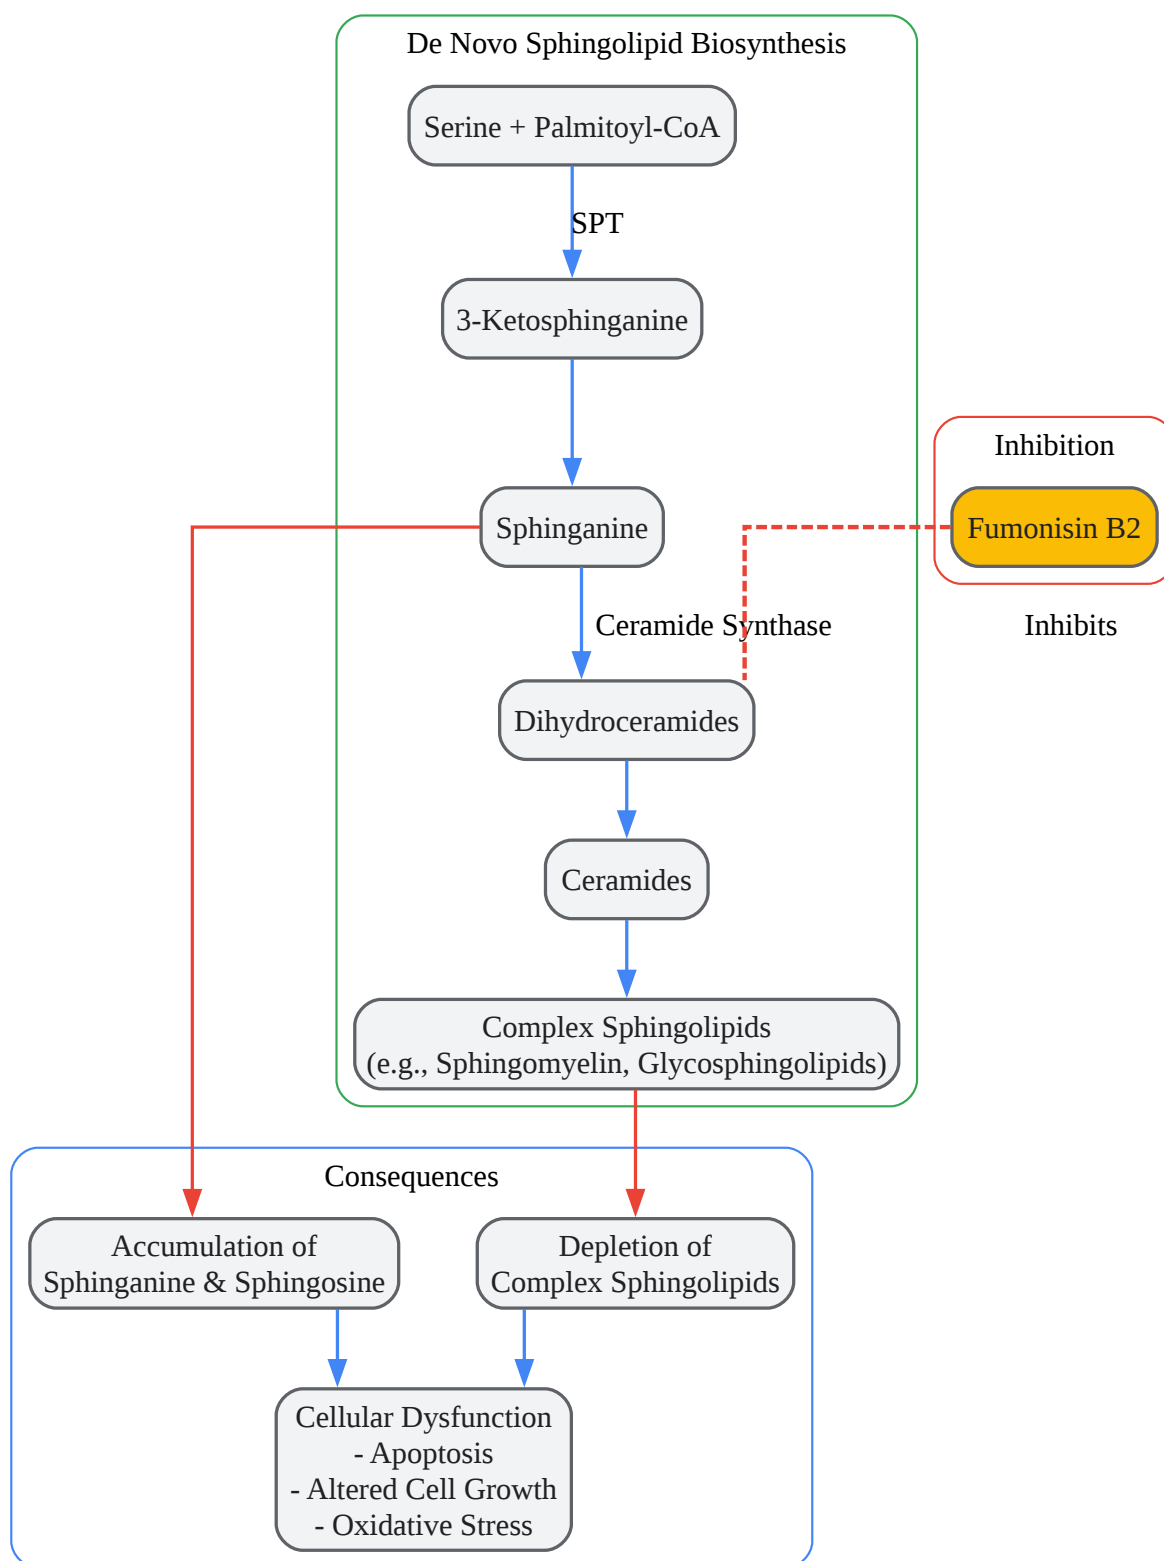 De Novo Sphingolipid Biosynthesis
Serine + Palmitoyl-CoA
SPT
3-Ketosphinganine
Inhibition
Sphinganine
Fumonisin B2
Ceramide Synthase
Inhibits
Dihydroceramides
Ceramides
Complex Sphingolipids
(e.g., Sphingomyelin, Glycosphingolipids)
Consequences
Accumulation of
Sphinganine & Sphingosine
Depletion of
Complex Sphingolipids
Cellular Dysfunction
- Apoptosis
- Altered Cell Growth
- Oxidative Stress